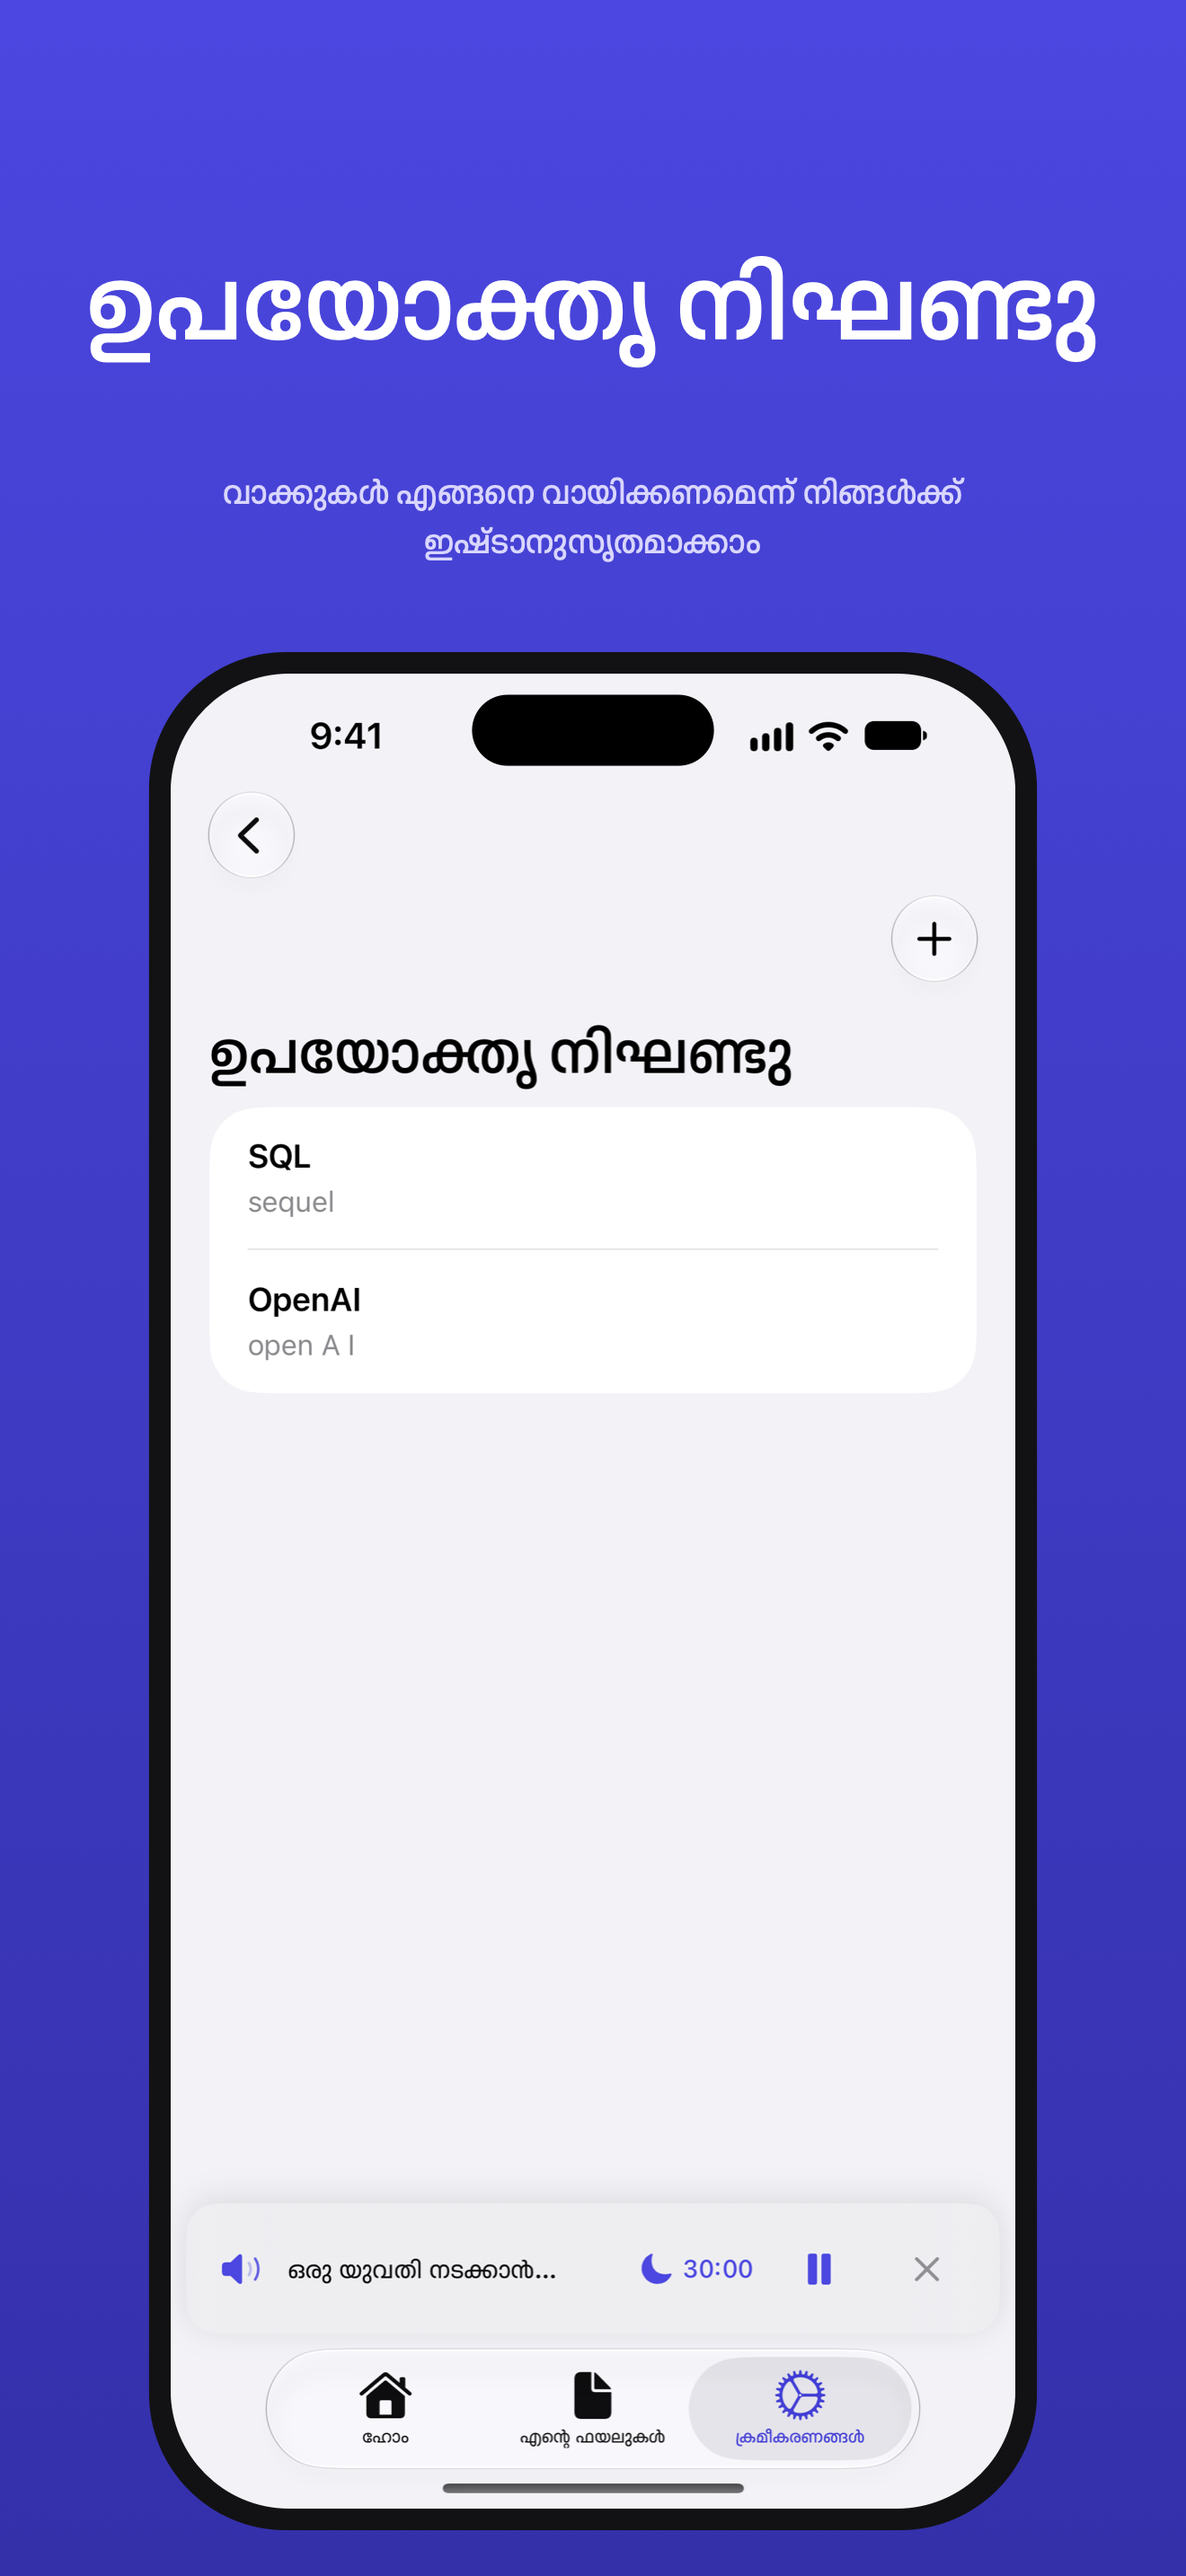 ഉപയോക്തൃ നിഘണ്ടു
വാക്കുകൾ എങ്ങനെ വായിക്കണമെന്ന് നിങ്ങൾക്ക്
ഇഷ്ടാനുസൃതമാക്കാം
9:41
ഉപയോക്തൃ നിഘണ്ടു
SQL
sequel
OpenAI
open A I
ഒരു യുവതി നടക്കാൻ...
30:00
ഹോം
എന്റെ ഫയലുകൾ
ക്രമീകരണങ്ങൾ